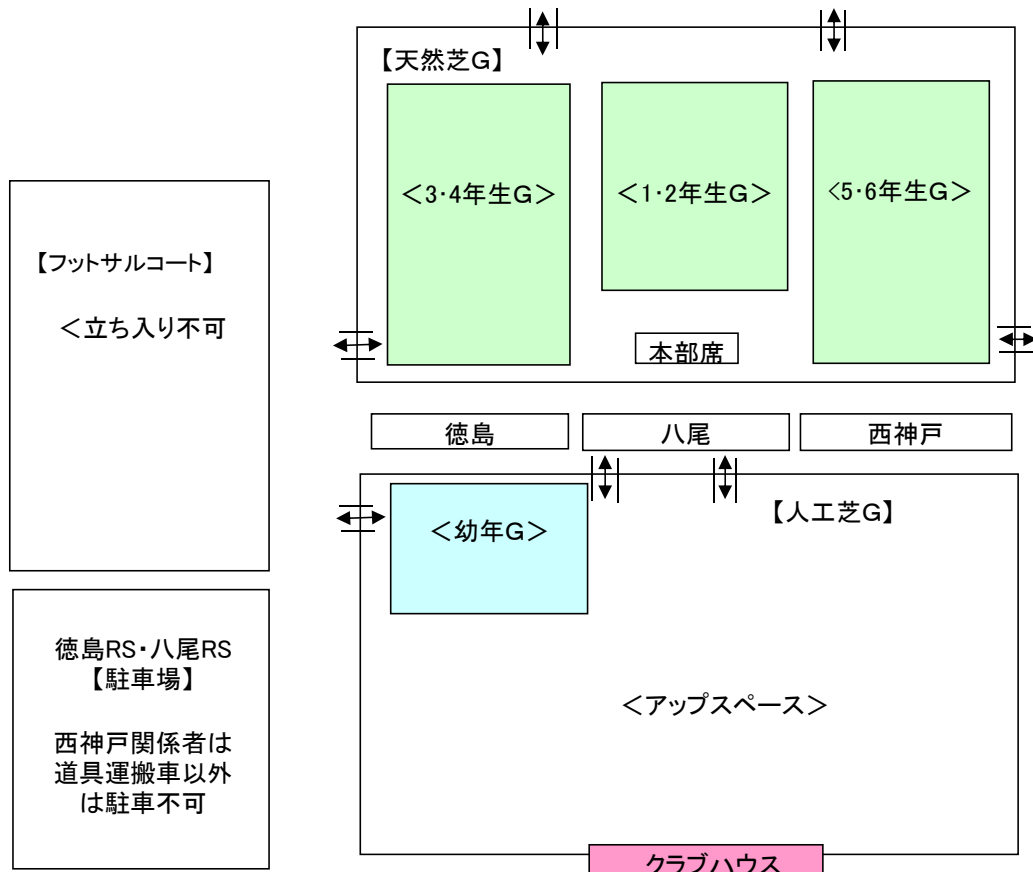 【天然芝G】
＜3･4年生G＞
＜1･2年生G＞
＜5･6年生G＞
本部席
【フットサルコート】
＜立ち入り不可
徳島
八尾
西神戸
＜幼年G＞
【人工芝G】
＜アップスペース＞
徳島RS･八尾RS
【駐車場】
西神戸関係者は
道具運搬車以外
は駐車不可
クラブハウス